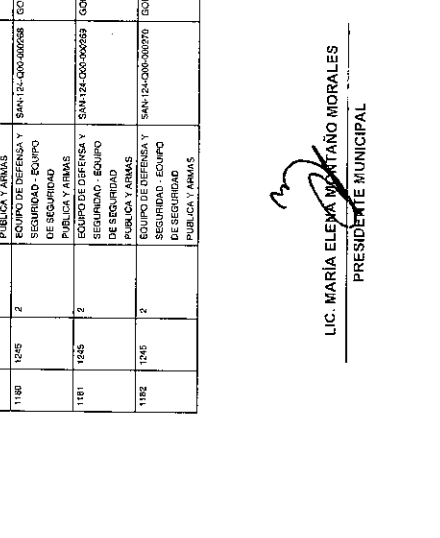 PUBLICA Y ARMAS
1180 1245 2 EQUIPO DE DEFENSA Y SAN-124-Q00-000268 GO
SEGURIDAD - EQUIPO
DE SEGURIDAD
PUBLICA Y ARMAS
1181 1245 2 EQUIPO DE DEFENSA Y SAN-124-Q00-000269 GO
SEGURIDAD - EQUIPO
DE SEGURIDAD
PUBLICA Y ARMAS
1182 1245 2 EQUIPO DE DEFENSA Y SAN-124-Q00-000270 GO
SEGURIDAD - EQUIPO
DE SEGURIDAD
PUBLICA Y ARMAS
LIC. MARÍA ELENA MONTAÑO MORALES
PRESIDENTE MUNICIPAL